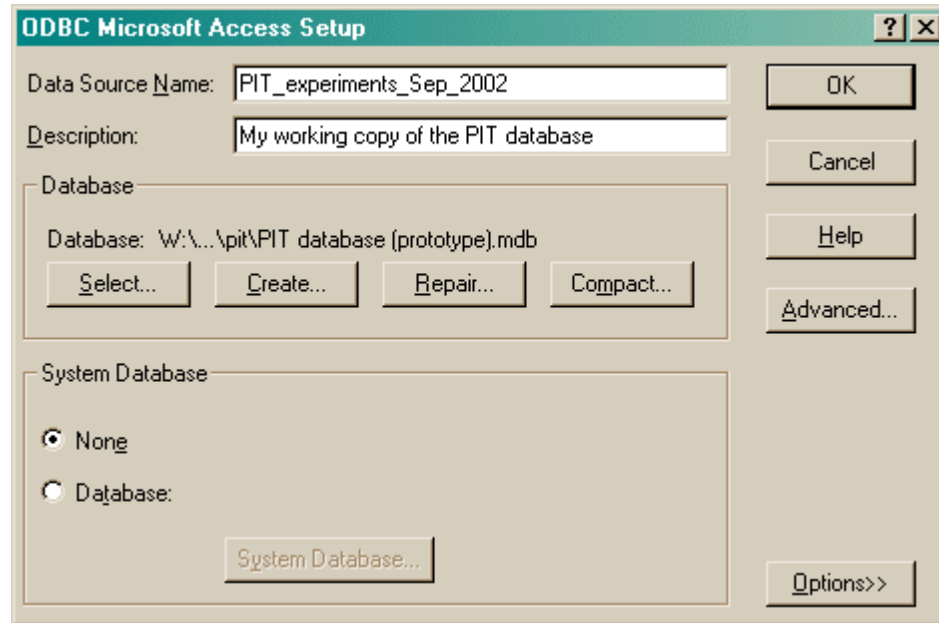 ODBC Microsoft Access Setup
Data Source Name: PIT_experiments_Sep_2002
OK
Description: My working copy of the PIT database
Cancel
Database
Database: W:\...\pit\PIT database (prototype).mdb
Help
Select... Create... Repair... Compact...
Advanced...
System Database
None
Database:
System Database...
Options>>